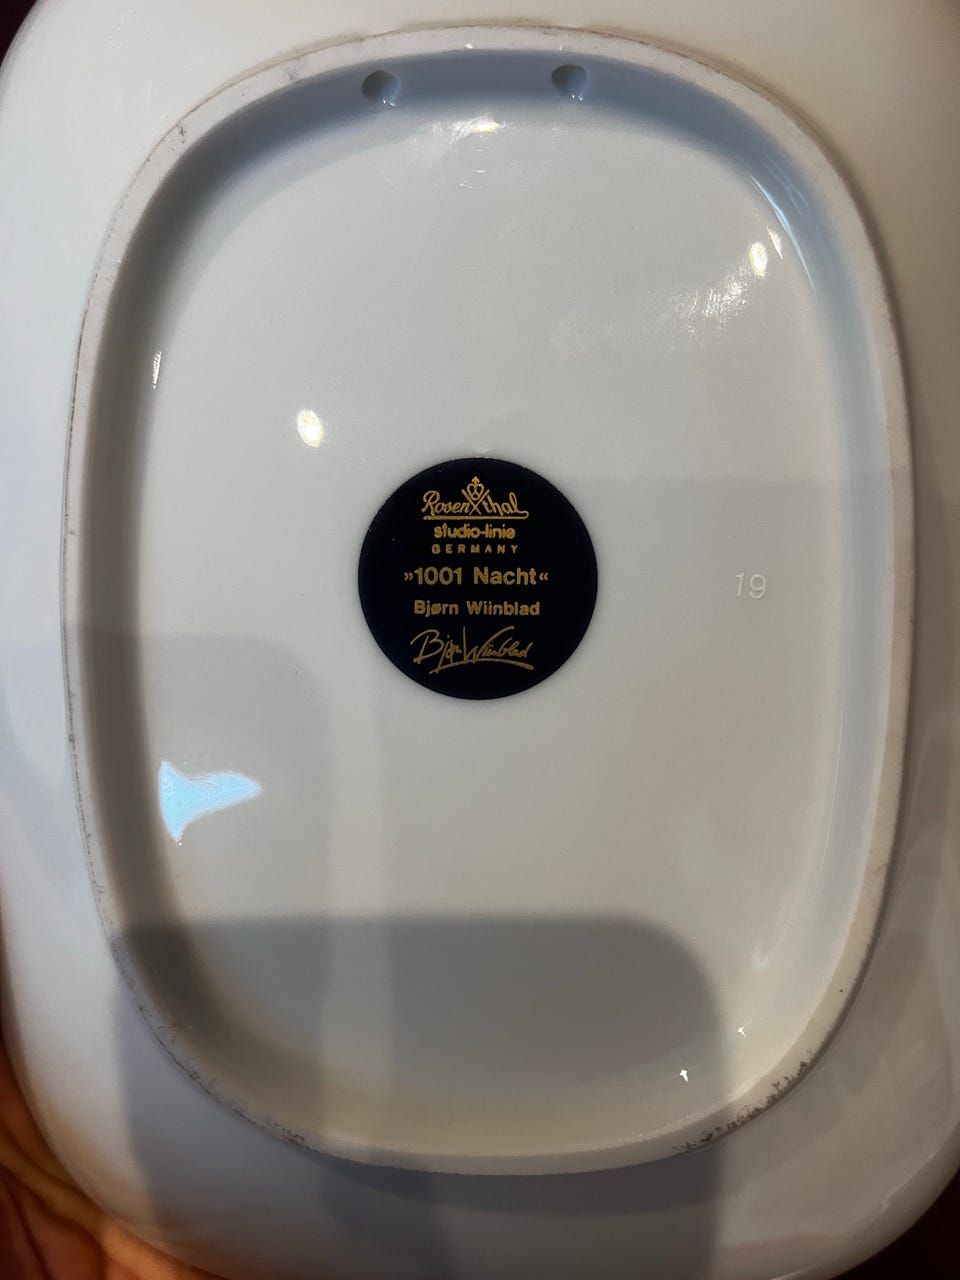 Rosenthal
studio-linie
GERMANY
»1001 Nacht«
Bjørn Wiinblad
Bjørn Wiinblad
19